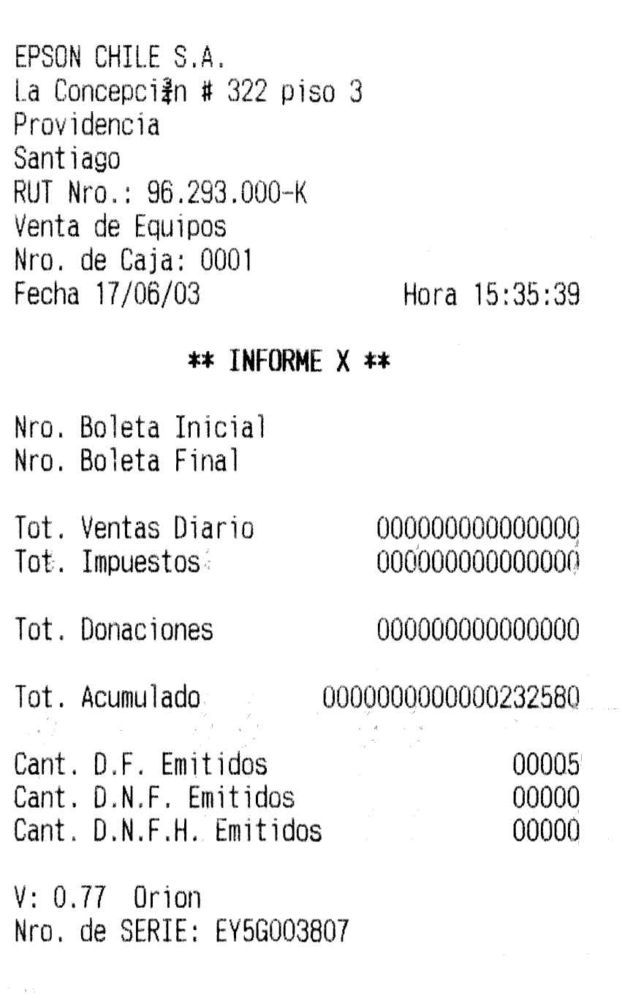 EPSON CHILE S.A.
La Concepci¾n # 322 piso 3
Providencia
Santiago
RUT Nro.: 96.293.000-K
Venta de Equipos
Nro. de Caja: 0001
Fecha 17/06/03 Hora 15:35:39
** INFORME X **
Nro. Boleta Inicial
Nro. Boleta Final
Tot. Ventas Diario 000000000000000
Tot. Impuestos 000000000000000
Tot. Donaciones 000000000000000
Tot. Acumulado 0000000000000232580
Cant. D.F. Emitidos 00005
Cant. D.N.F. Emitidos 00000
Cant. D.N.F.H. Emitidos 00000
V: 0.77 Orion
Nro. de SERIE: EY5G003807